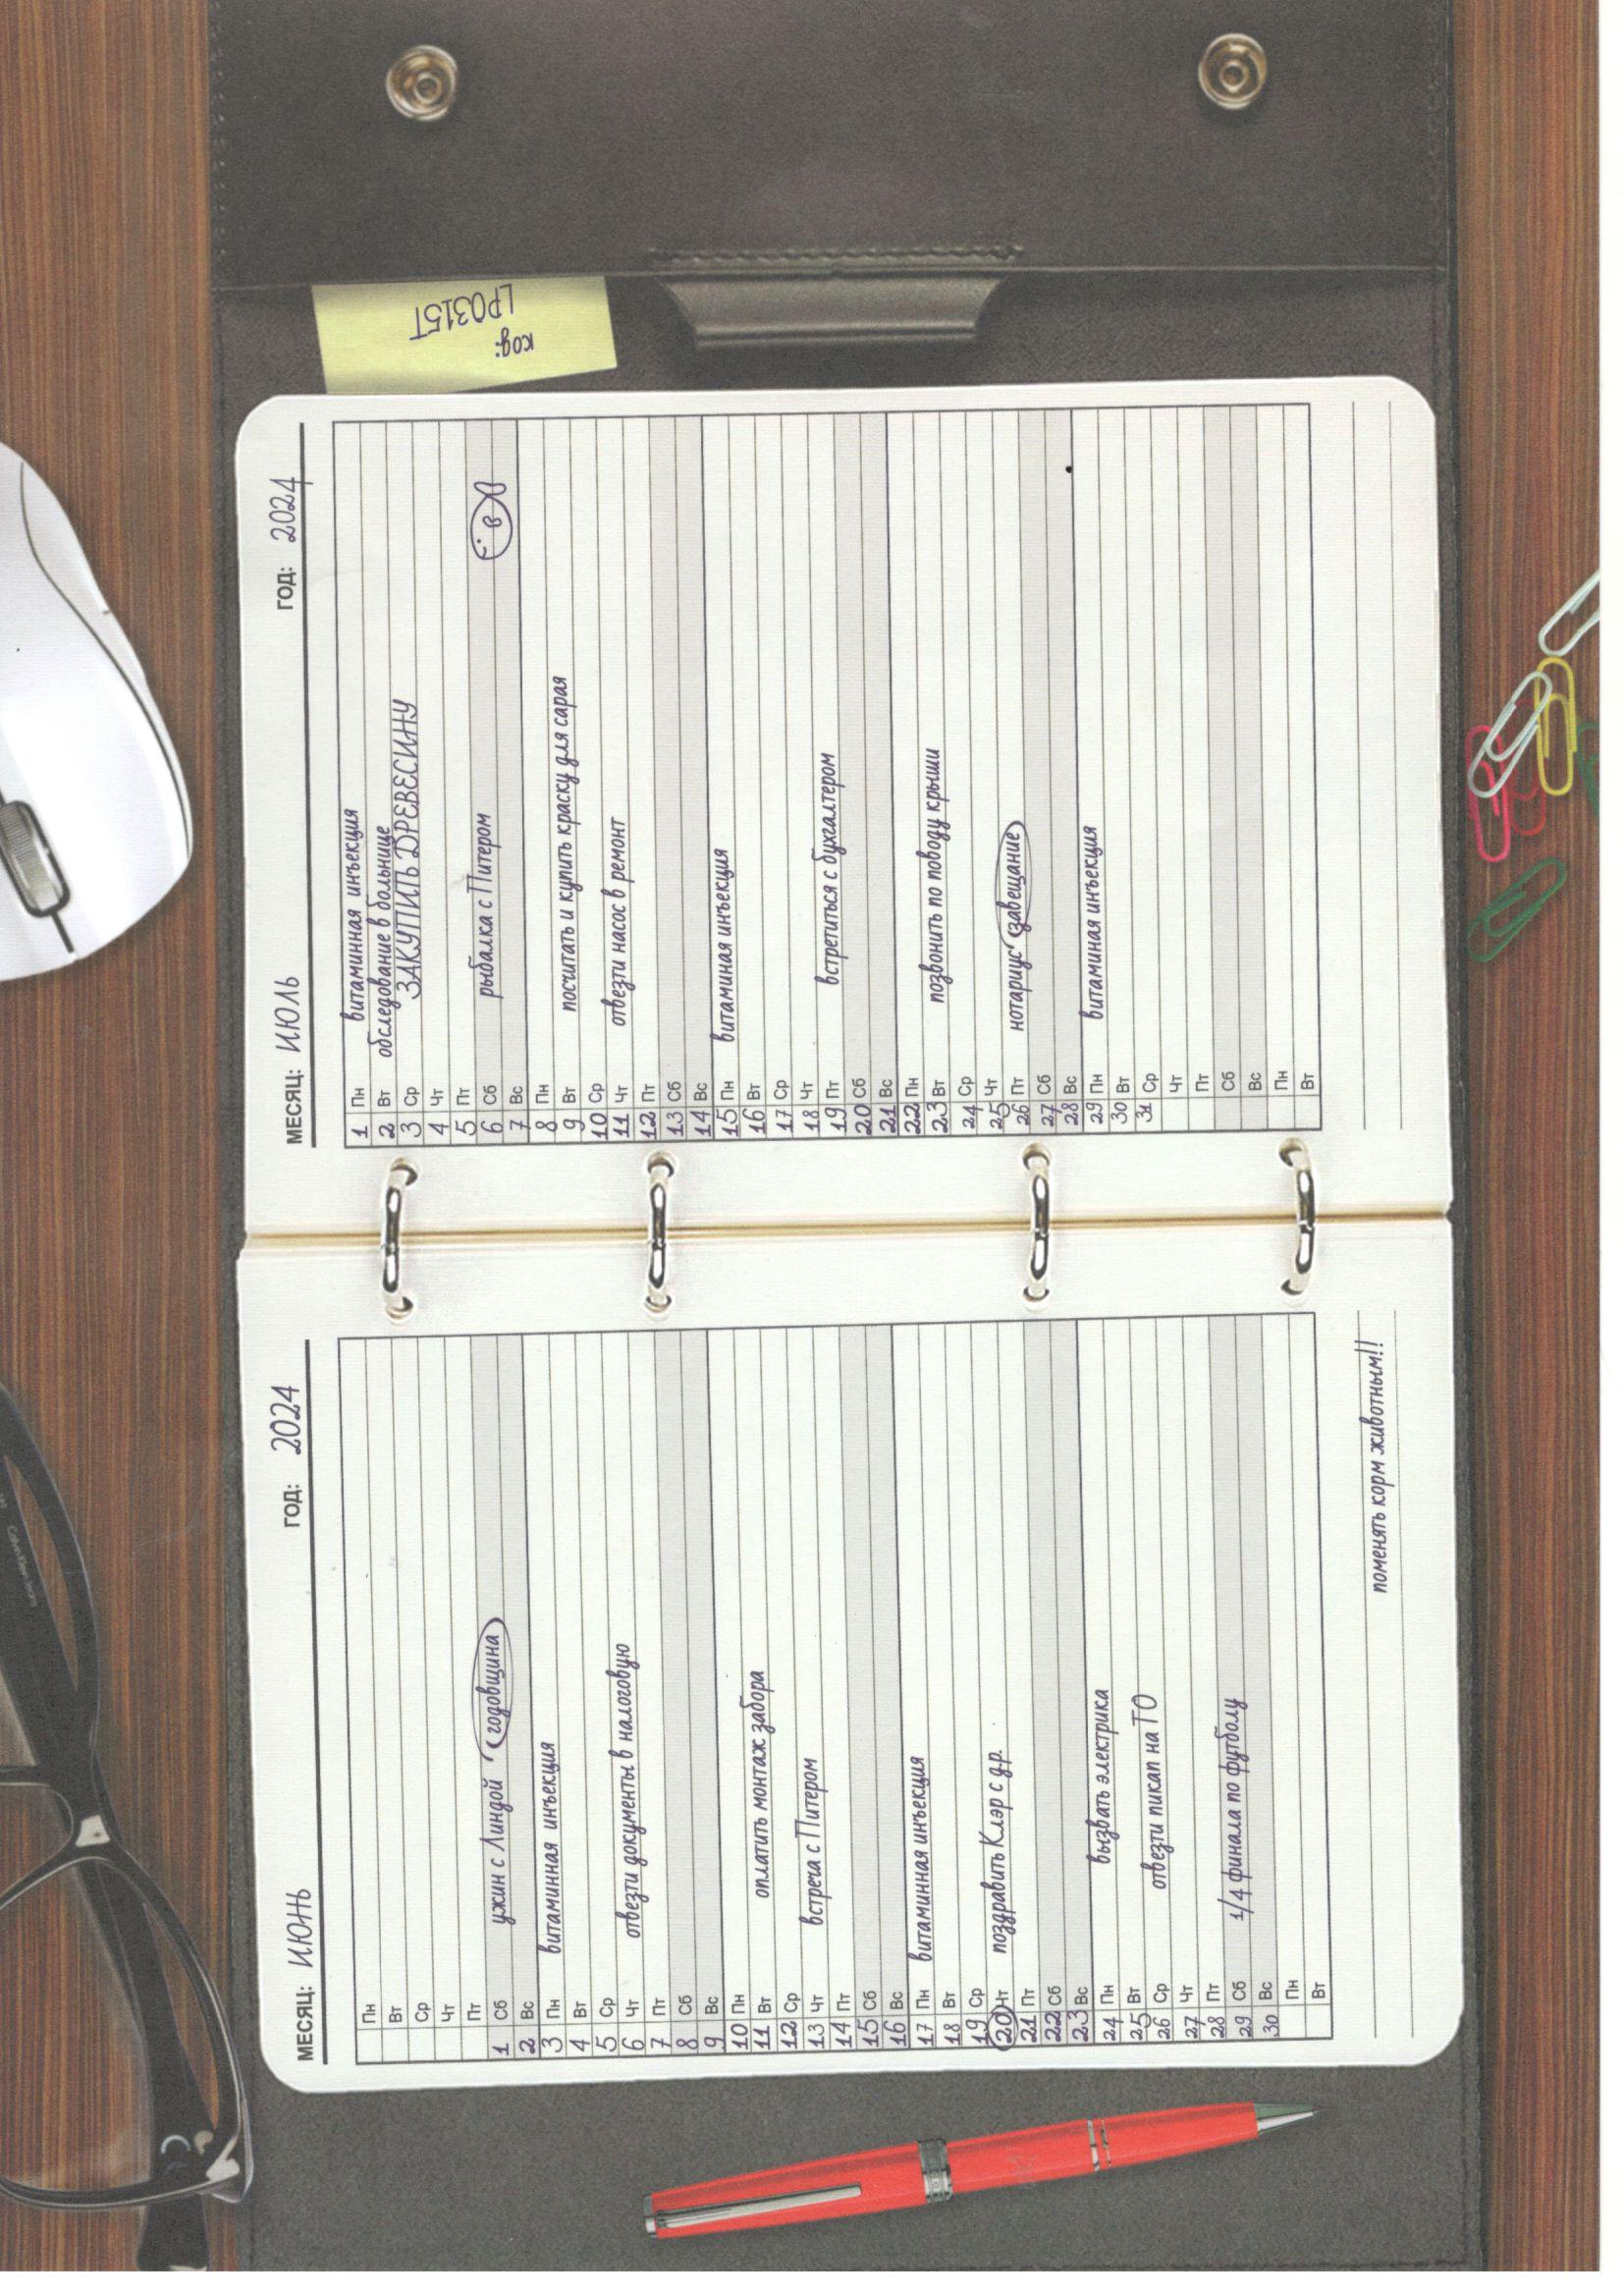 Calvin Klein Jeans
МЕСЯЦ: ИЮНЬ ГОД: 2024
Пн
Вт
Ср
Чт
Пт
1 Сб ужин с Линдой (годовщина)
2 Вс
3 Пн витаминная инъекция
4 Вт
5 Ср
6 Чт отвезти документы в налоговую
7 Пт
8 Сб
9 Вс
10 Пн
11 Вт оплатить монтаж забора
12 Ср
13 Чт встреча с Питером
14 Пт
15 Сб
16 Вс
17 Пн витаминная инъекция
18 Вт
19 Ср
20 Чт поздравить Клэр с д.р.
21 Пт
22 Сб
23 Вс
24 Пн вызвать электрика
25 Вт
26 Ср отвезти пикап на ТО
27 Чт
28 Пт
29 Сб 1/4 финала по футболу
30 Вс
Пн
Вт
поменять корм животным!!
МЕСЯЦ: ИЮЛЬ ГОД: 2024
1 Пн витаминная инъекция
2 Вт обследование в больнице
3 Ср ЗАКУПИТЬ ДРЕВЕСИНУ
4 Чт
5 Пт
6 Сб рыбалка с Питером
7 Вс
8 Пн
9 Вт посчитать и купить краску для сарая
10 Ср
11 Чт отвезти насос в ремонт
12 Пт
13 Сб
14 Вс
15 Пн витаминая инъекция
16 Вт
17 Ср
18 Чт
19 Пт встретиться с бухгалтером
20 Сб
21 Вс
22 Пн
23 Вт позвонить по поводу крыши
24 Ср
25 Чт
26 Пт нотариус (завещание)
27 Сб
28 Вс
29 Пн витаминая инъекция
30 Вт
31 Ср
Чт
Пт
Сб
Вс
Пн
Вт
код:
LP0315T